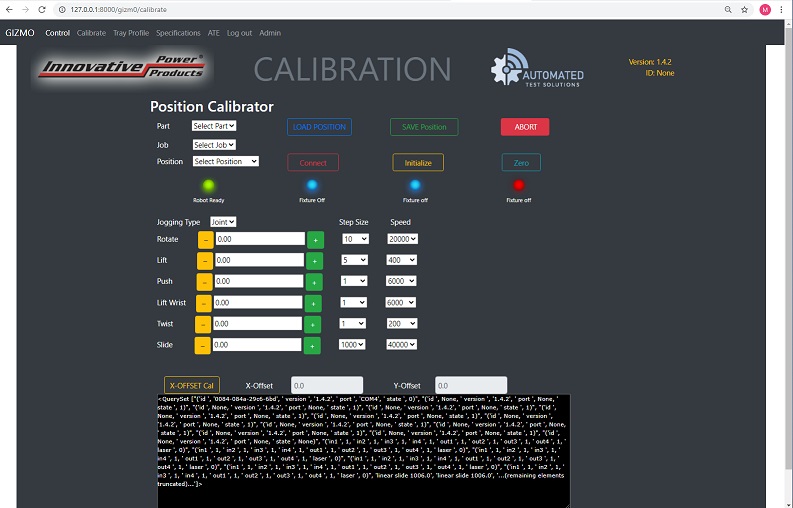 127.0.0.1:8000/gizm0/calibrate
M
GIZMO Control Calibrate Tray Profile Specifications ATE Log out Admin
Innovative Power® Products
CALIBRATION
AUTOMATED
TEST SOLUTIONS
Version: 1.4.2
ID: None
Position Calibrator
Part Select Part LOAD POSITION SAVE Position ABORT
Job Select Job
Position Select Position Connect Initialize Zero
Robot Ready Fixture Off Fixture off Fixture off
Jogging Type Joint Step Size Speed
Rotate - 0.00 + 10 20000
Lift - 0.00 + 5 400
Push - 0.00 + 1 6000
Lift Wrist - 0.00 + 1 6000
Twist - 0.00 + 1 200
Slide - 0.00 + 1000 40000
X-OFFSET Cal X-Offset 0.0 Y-Offset 0.0
<QuerySet ["('id ', '0084-084a-29c6-6bd', ' version ', '1.4.2', ' port ', 'COM4', ' state ', 0)", "('id ', None, ' version ', '1.4.2', ' port ', None, '
state ', 1)", "('id ', None, ' version ', '1.4.2', ' port ', None, ' state ', 1)", "('id ', None, ' version ', '1.4.2', ' port ', None, ' state ', 1)", "('id ',
None, ' version ', '1.4.2', ' port ', None, ' state ', 1)", "('id ', None, ' version ', '1.4.2', ' port ', None, ' state ', 1)", "('id ', None, ' version ',
'1.4.2', ' port ', None, ' state ', 1)", "('id ', None, ' version ', '1.4.2', ' port ', None, ' state ', 1)", "('id ', None, ' version ', '1.4.2', ' port ',
None, ' state ', 1)", "('id ', None, ' version ', '1.4.2', ' port ', None, ' state ', 1)", "('id ', None, ' version ', '1.4.2', ' port ', None, ' state ', 1)", "('id
', None, ' version ', '1.4.2', ' port ', None, ' state ', None)", "('in1 ', 1, ' in2 ', 1, ' in3 ', 1, ' in4 ', 1, ' out1 ', 1, ' out2 ', 1, ' out3 ', 1, ' out4 ', 1, '
laser ', 0)", "('in1 ', 1, ' in2 ', 1, ' in3 ', 1, ' in4 ', 1, ' out1 ', 1, ' out2 ', 1, ' out3 ', 1, ' out4 ', 1, ' laser ', 0)", "('in1 ', 1, ' in2 ', 1, ' in3 ', 1, '
in4 ', 1, ' out1 ', 1, ' out2 ', 1, ' out3 ', 1, ' out4 ', 1, ' laser ', 0)", "('in1 ', 1, ' in2 ', 1, ' in3 ', 1, ' in4 ', 1, ' out1 ', 1, ' out2 ', 1, ' out3 ', 1, '
out4 ', 1, ' laser ', 0)", "('in1 ', 1, ' in2 ', 1, ' in3 ', 1, ' in4 ', 1, ' out1 ', 1, ' out2 ', 1, ' out3 ', 1, ' out4 ', 1, ' laser ', 0)", "('in1 ', 1, ' in2 ', 1, '
in3 ', 1, ' in4 ', 1, ' out1 ', 1, ' out2 ', 1, ' out3 ', 1, ' out4 ', 1, ' laser ', 0)", 'linear slide 1006.0', 'linear slide 1006.0', '...(remaining elements
truncated)...']>